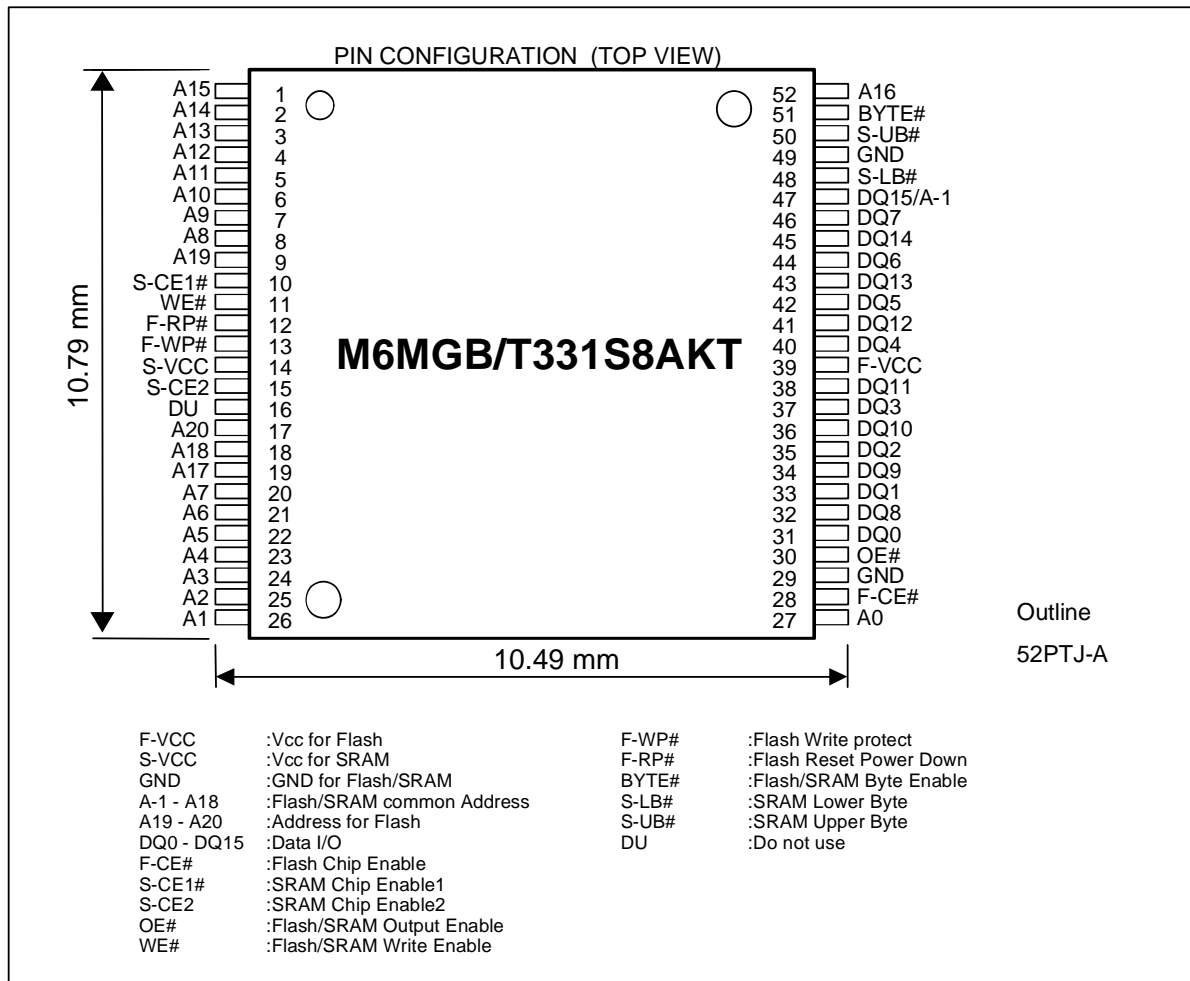 PIN CONFIGURATION (TOP VIEW)
A15 1 52 A16
A14 2 51 BYTE#
A13 3 50 S-UB#
A12 4 49 GND
A11 5 48 S-LB#
A10 6 47 DQ15/A-1
A9 7 46 DQ7
A8 8 45 DQ14
A19 9 44 DQ6
S-CE1# 10 43 DQ13
WE# 11 42 DQ5
F-RP# 12 41 DQ12
F-WP# 13 40 DQ4
S-VCC 14 39 F-VCC
S-CE2 15 38 DQ11
DU 16 37 DQ3
A20 17 36 DQ10
A18 18 35 DQ2
A17 19 34 DQ9
A7 20 33 DQ1
A6 21 32 DQ8
A5 22 31 DQ0
A4 23 30 OE#
A3 24 29 GND
A2 25 28 F-CE#
A1 26 27 A0
M6MGB/T331S8AKT
10.79 mm
10.49 mm
Outline
52PTJ-A
F-VCC :Vcc for Flash
S-VCC :Vcc for SRAM
GND :GND for Flash/SRAM
A-1 - A18 :Flash/SRAM common Address
A19 - A20 :Address for Flash
DQ0 - DQ15 :Data I/O
F-CE# :Flash Chip Enable
S-CE1# :SRAM Chip Enable1
S-CE2 :SRAM Chip Enable2
OE# :Flash/SRAM Output Enable
WE# :Flash/SRAM Write Enable
F-WP# :Flash Write protect
F-RP# :Flash Reset Power Down
BYTE# :Flash/SRAM Byte Enable
S-LB# :SRAM Lower Byte
S-UB# :SRAM Upper Byte
DU :Do not use